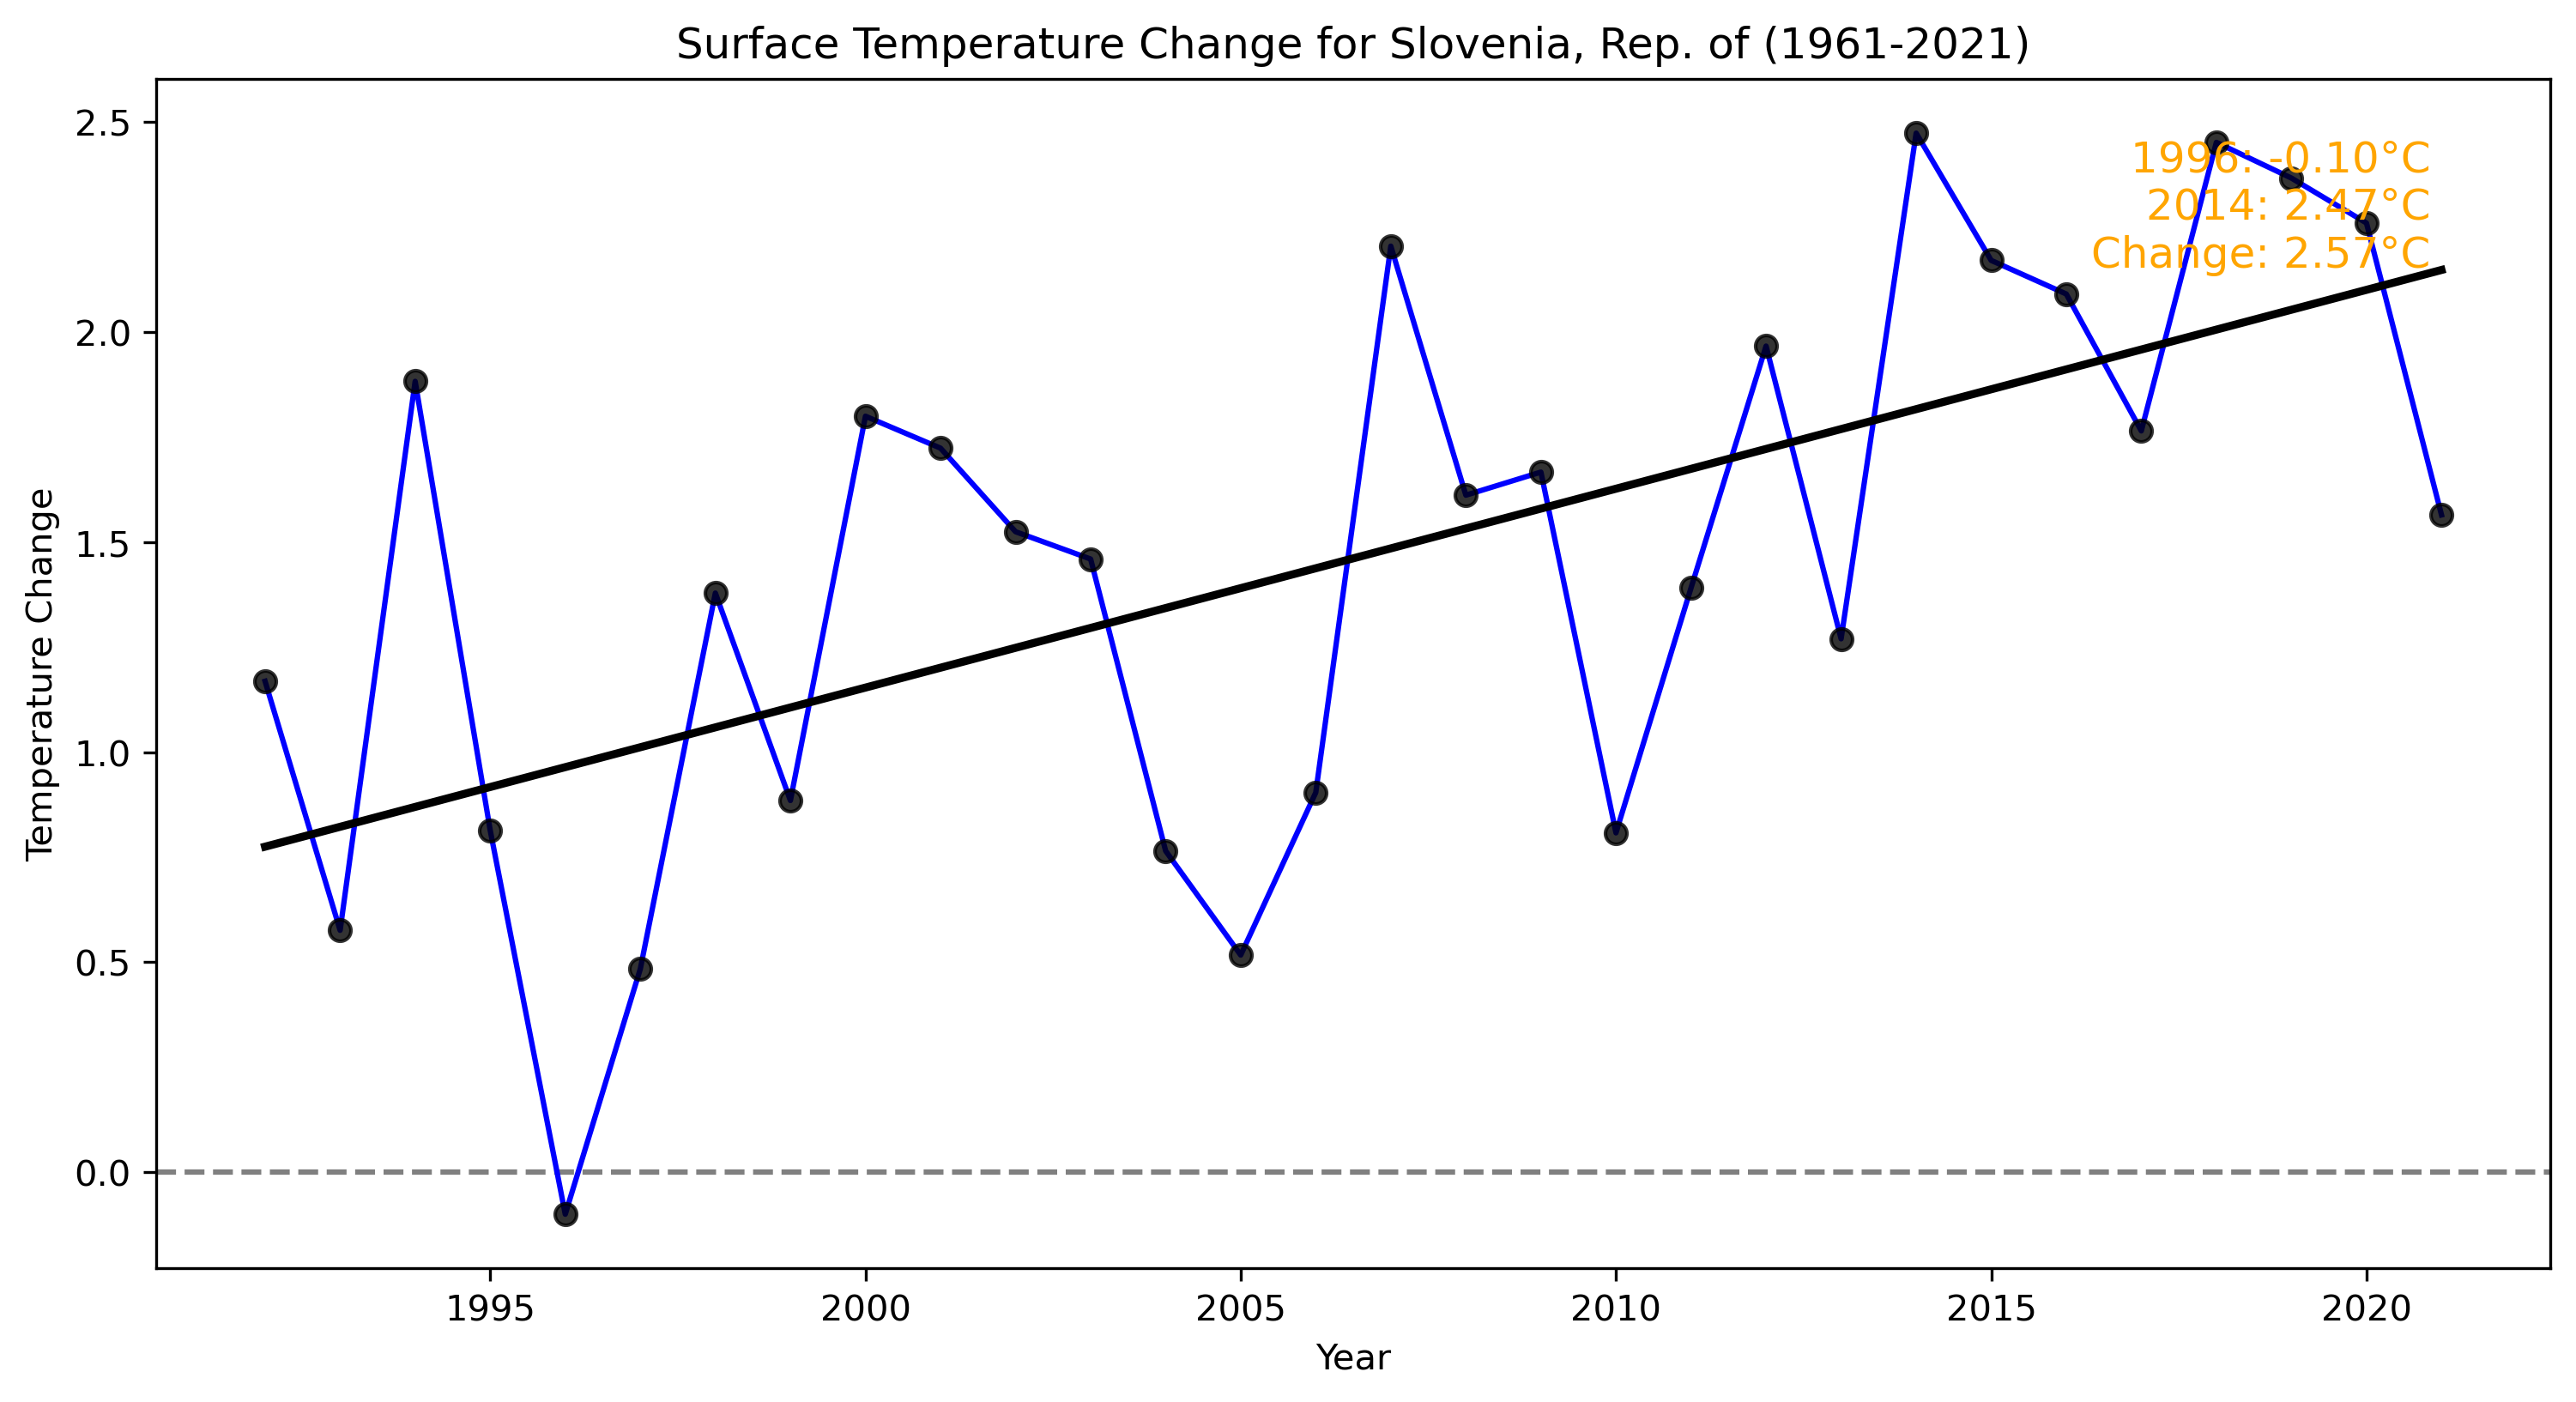 Surface Temperature Change for Slovenia, Rep. of (1961-2021)
2.5
2.0
1.5
1.0
0.5
0.0
Temperature Change
1996: -0.10°C
2014: 2.47°C
Change: 2.57°C
1995
2000
2005
2010
2015
2020
Year